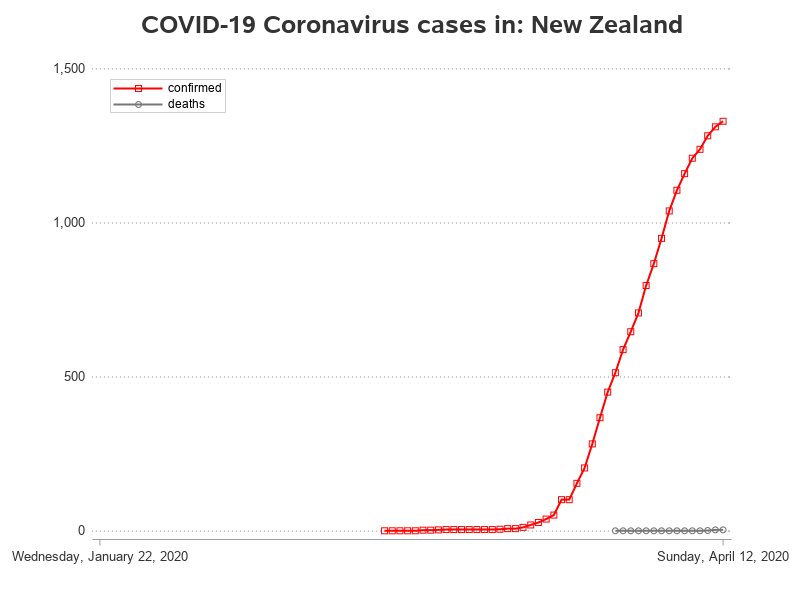 COVID-19 Coronavirus cases in: New Zealand
1,500
confirmed
deaths
1,000
500
0
Wednesday, January 22, 2020
Sunday, April 12, 2020